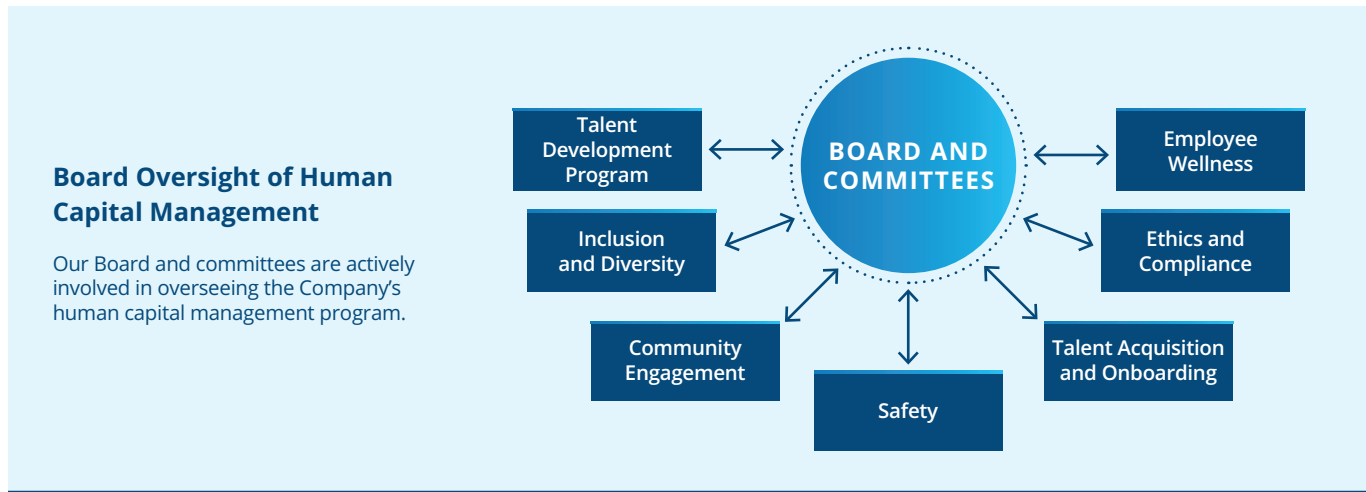 Board Oversight of Human
Capital Management
Our Board and committees are actively
involved in overseeing the Company's
human capital management program.
BOARD AND
COMMITTEES
Talent
Development
Program
Inclusion
and Diversity
Community
Engagement
Safety
Talent Acquisition
and Onboarding
Ethics and
Compliance
Employee
Wellness